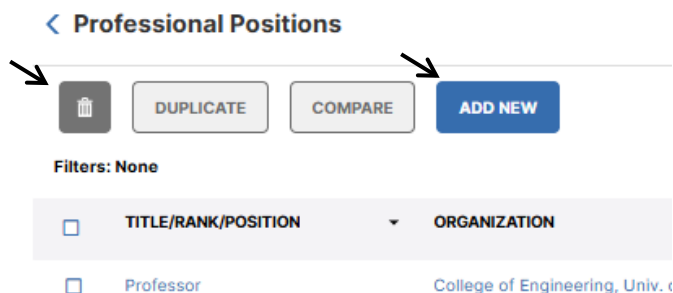 Professional Positions
DUPLICATE COMPARE ADD NEW
Filters: None
TITLE/RANK/POSITION ORGANIZATION
Professor College of Engineering, Univ.